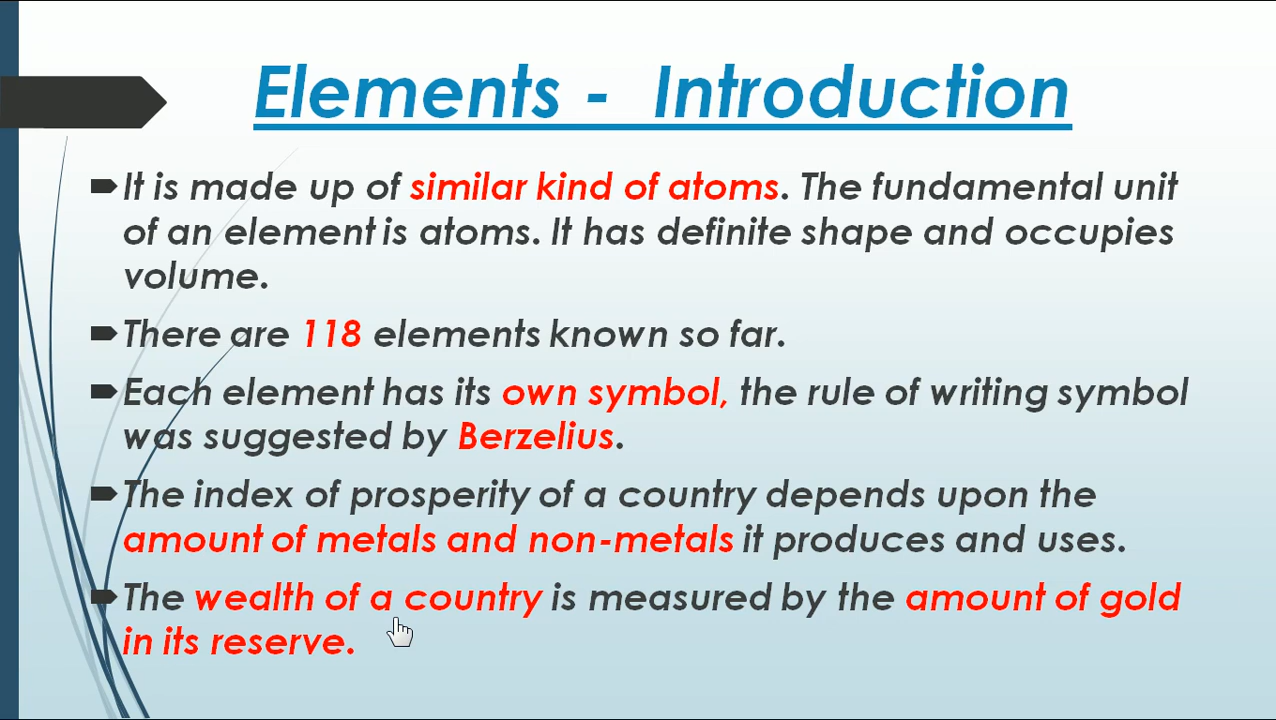 Elements - Introduction
It is made up of similar kind of atoms. The fundamental unit
of an element is atoms. It has definite shape and occupies
volume.
There are 118 elements known so far.
Each element has its own symbol, the rule of writing symbol
was suggested by Berzelius.
The index of prosperity of a country depends upon the
amount of metals and non-metals it produces and uses.
The wealth of a country is measured by the amount of gold
in its reserve.